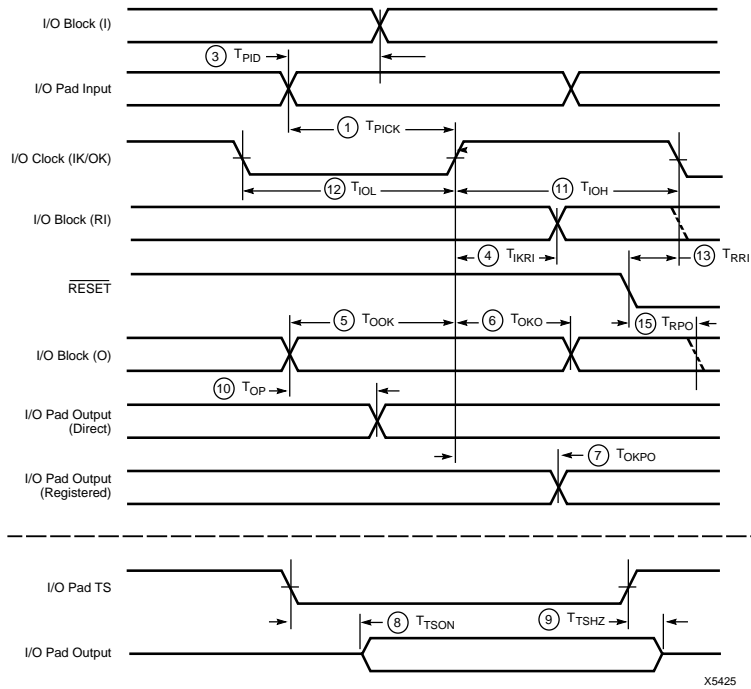 I/O Block (I)
3 TPID
I/O Pad Input
1 TPICK
I/O Clock (IK/OK)
12 TIOL
11 TIOH
I/O Block (RI)
4 TIKRI
13 TRRI
RESET
5 TOOK
6 TOKO
15 TRPO
I/O Block (O)
10 TOP
I/O Pad Output
(Direct)
7 TOKPO
I/O Pad Output
(Registered)
I/O Pad TS
8 TTSON
9 TTSHZ
I/O Pad Output
X5425